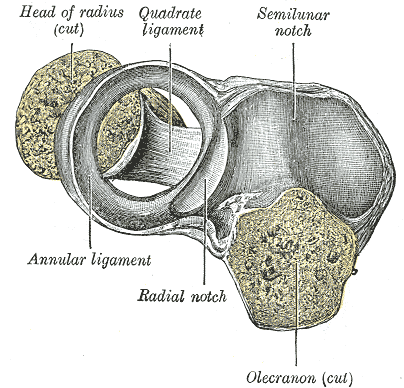 Head of radius
(cut)
Quadrate
ligament
Semilunar
notch
Annular ligament
Radial notch
Olecranon (cut)